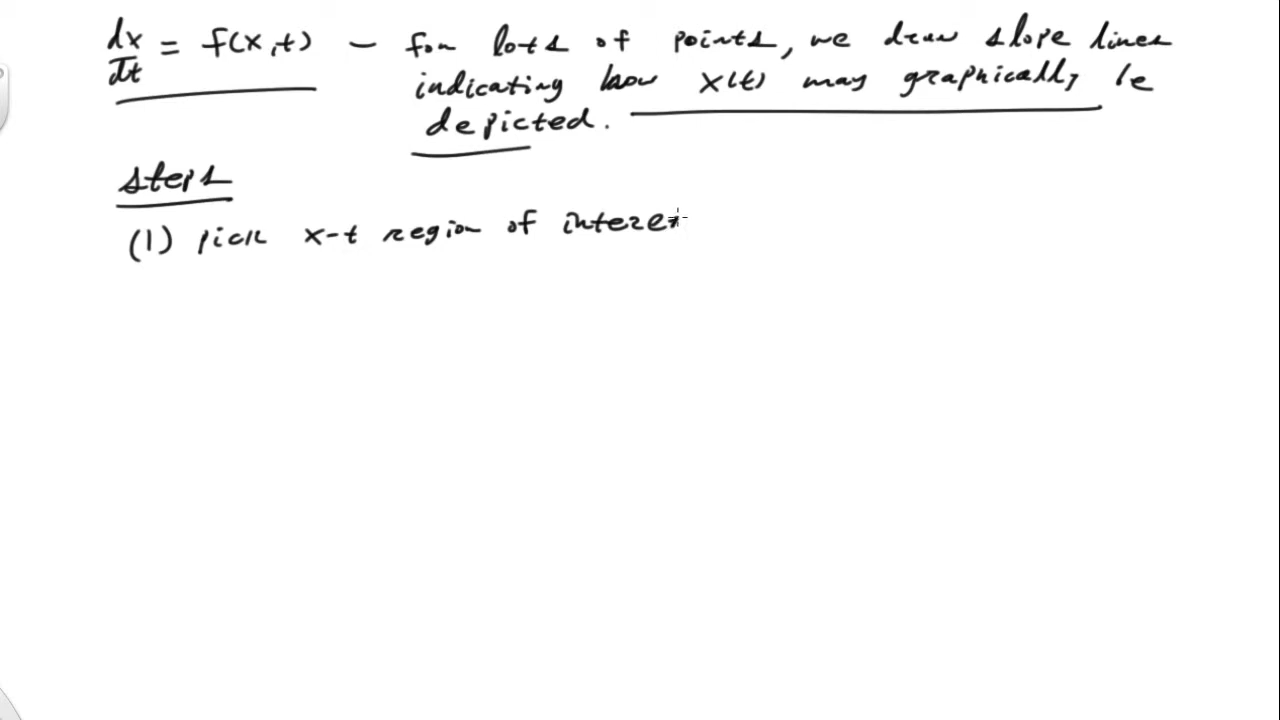 dx/dt = f(x,t) – for lots of points, we draw slope lines
indicating how x(t) may graphically be
depicted.
steps
(1) pick x-t region of interes